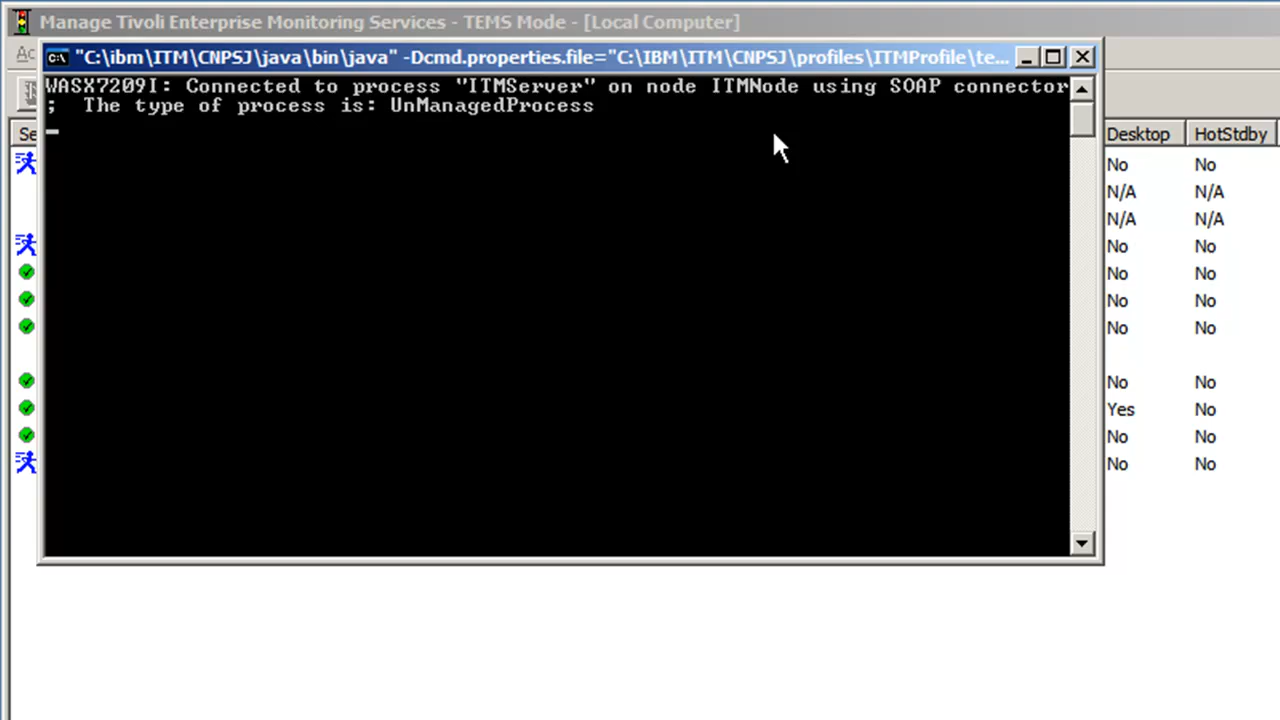 Manage Tivoli Enterprise Monitoring Services - TEMS Mode - [Local Computer]
Ac
"C:\ibm\ITM\CNPSJ\java\bin\java" -Dcmd.properties.file="C:\IBM\ITM\CNPSJ\profiles\ITMProfile\te...
WASX7209I: Connected to process "ITMServer" on node ITMNode using SOAP connector
;  The type of process is: UnManagedProcess
Se Desktop HotStdby
No No
N/A N/A
N/A N/A
No No
No No
No No
No No
No No
Yes No
No No
No No